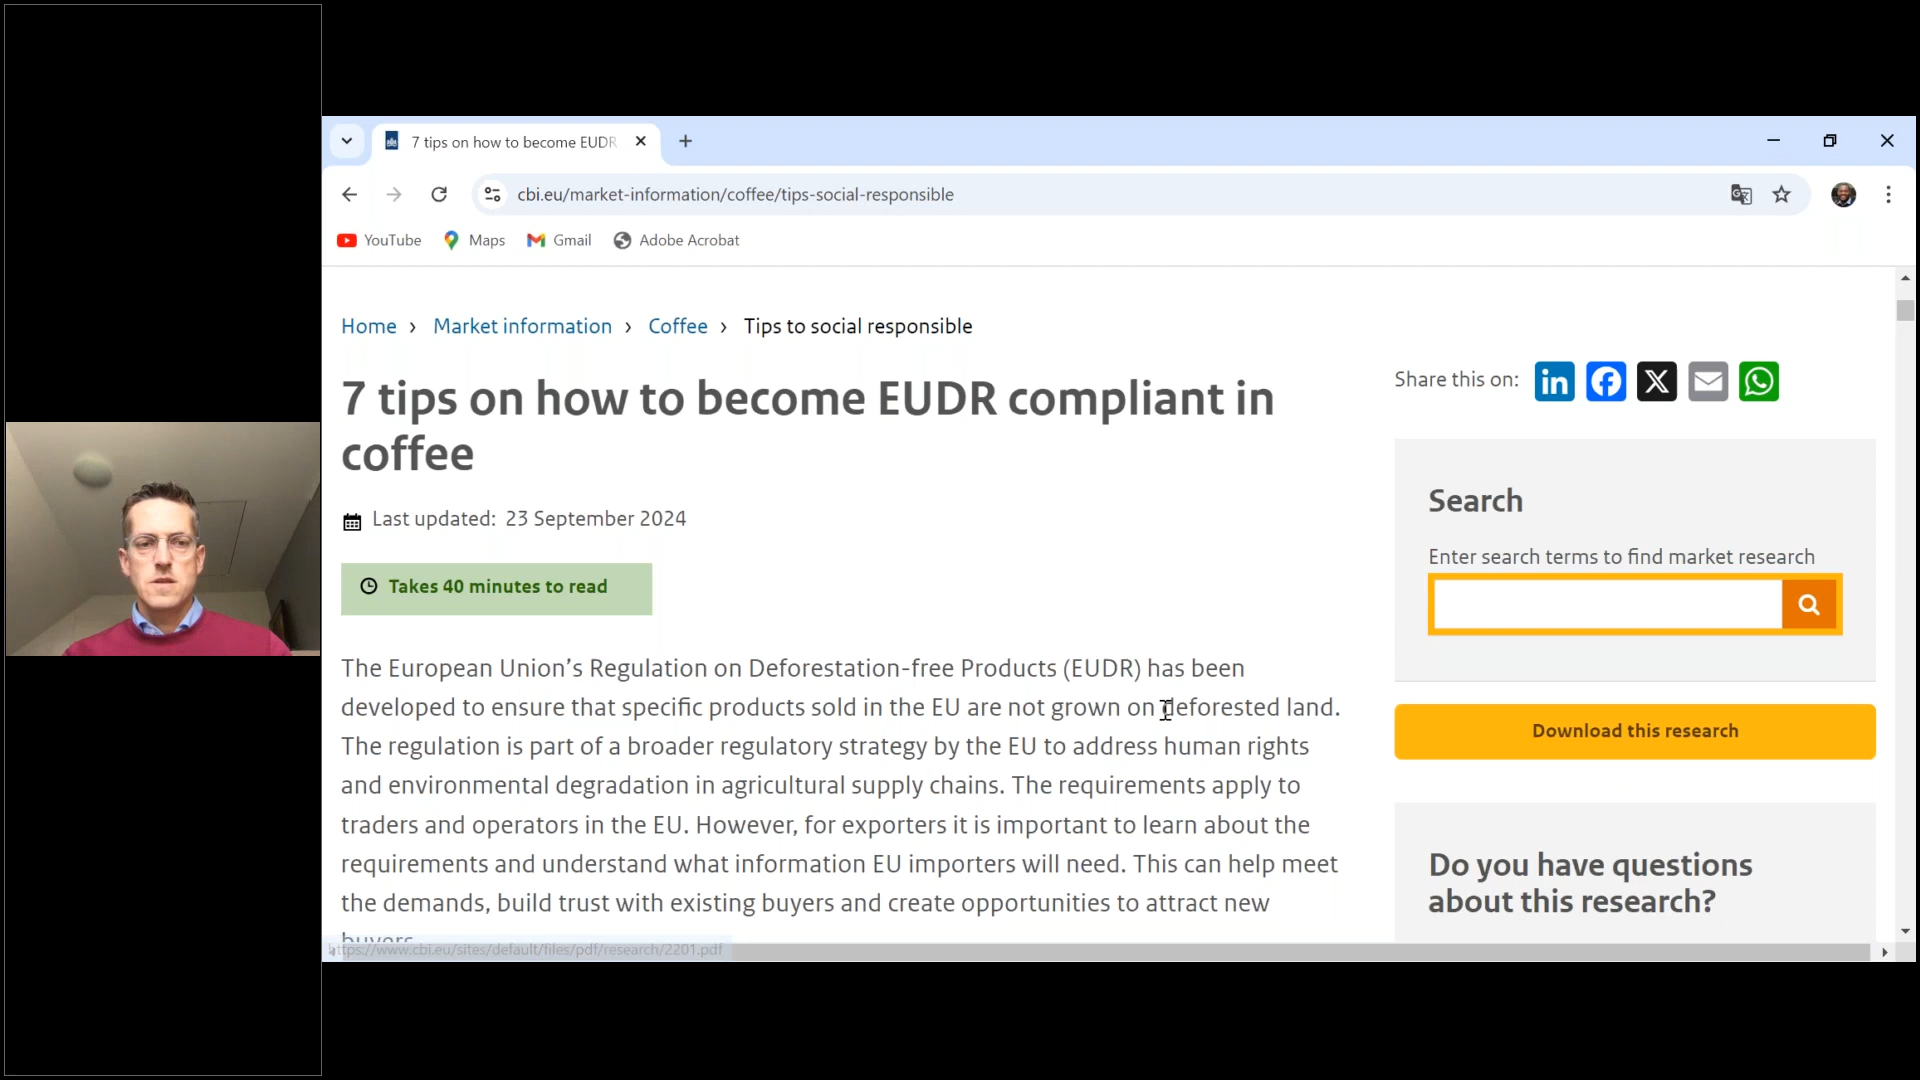 7 tips on how to become EUDR
cbi.eu/market-information/coffee/tips-social-responsible
YouTube Maps Gmail Adobe Acrobat
Home › Market information › Coffee › Tips to social responsible
7 tips on how to become EUDR compliant in
coffee
Last updated: 23 September 2024
Takes 40 minutes to read
The European Union’s Regulation on Deforestation-free Products (EUDR) has been
developed to ensure that specific products sold in the EU are not grown on deforested land.
The regulation is part of a broader regulatory strategy by the EU to address human rights
and environmental degradation in agricultural supply chains. The requirements apply to
traders and operators in the EU. However, for exporters it is important to learn about the
requirements and understand what information EU importers will need. This can help meet
the demands, build trust with existing buyers and create opportunities to attract new
buyers
https://www.cbi.eu/sites/default/files/pdf/research/2201.pdf
Share this on:
Search
Enter search terms to find market research
Download this research
Do you have questions
about this research?